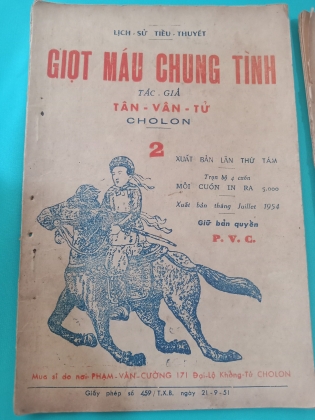 LỊCH - SỬ TIỂU - THUYẾT
GIỌT MÁU CHUNG TÌNH
TÁC - GIẢ
TÂN - VÂN - TỬ
CHOLON
2
XUẤT BẢN LẦN THỨ TÁM
Trọn bộ 4 cuốn
MỖI CUỐN IN RA 5.000
Xuất bản tháng Juillet 1954
Giữ bản quyền
P. V. C.
Mua sỉ do nơi PHẠM-VĂN-CƯỜNG 171 Đại-Lộ Khổng-Tử CHOLON
Giấy phép số 459/T.X.B. ngày 21-9-51